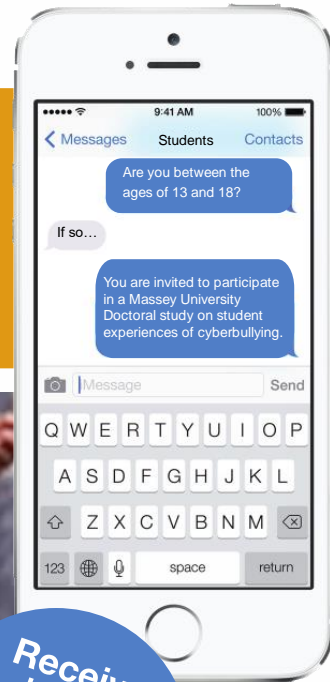 9:41 AM
100%
Messages
Students
Contacts
Are you between the
ages of 13 and 18?
If so…
You are invited to participate
in a Massey University
Doctoral study on student
experiences of cyberbullying.
Message
Send
Q W E R T Y U I O P
A S D F G H J K L
Z X C V B N M
123
space
return